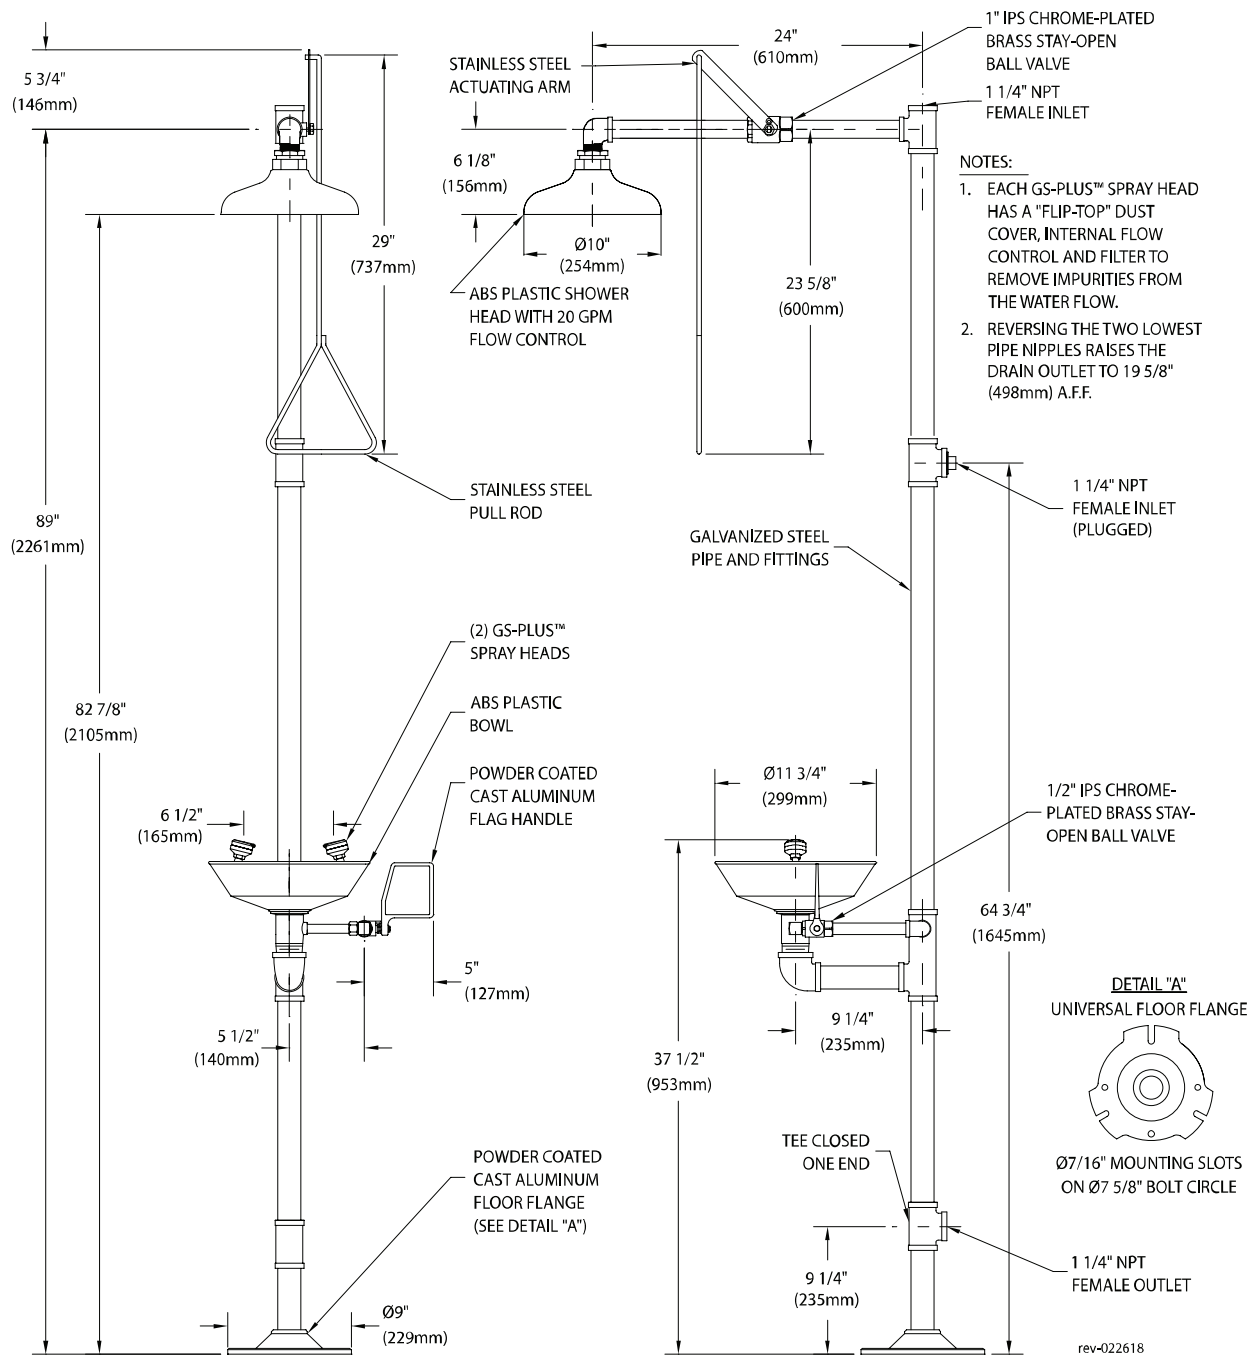 5 3/4"
(146mm)
STAINLESS STEEL
ACTUATING ARM
24"
(610mm)
1" IPS CHROME-PLATED
BRASS STAY-OPEN
BALL VALVE
1 1/4" NPT
FEMALE INLET
6 1/8"
(156mm)
29"
(737mm)
Ø10"
(254mm)
ABS PLASTIC SHOWER
HEAD WITH 20 GPM
FLOW CONTROL
23 5/8"
(600mm)
NOTES:
1. EACH GS-PLUS™ SPRAY HEAD
HAS A "FLIP-TOP" DUST
COVER, INTERNAL FLOW
CONTROL AND FILTER TO
REMOVE IMPURITIES FROM
THE WATER FLOW.
2. REVERSING THE TWO LOWEST
PIPE NIPPLES RAISES THE
DRAIN OUTLET TO 19 5/8"
(498mm) A.F.F.
STAINLESS STEEL
PULL ROD
1 1/4" NPT
FEMALE INLET
(PLUGGED)
89"
(2261mm)
GALVANIZED STEEL
PIPE AND FITTINGS
(2) GS-PLUS™
SPRAY HEADS
82 7/8"
(2105mm)
ABS PLASTIC
BOWL
POWDER COATED
CAST ALUMINUM
FLAG HANDLE
6 1/2"
(165mm)
Ø11 3/4"
(299mm)
1/2" IPS CHROME-
PLATED BRASS STAY-
OPEN BALL VALVE
64 3/4"
(1645mm)
5"
(127mm)
5 1/2"
(140mm)
9 1/4"
(235mm)
37 1/2"
(953mm)
DETAIL "A"
UNIVERSAL FLOOR FLANGE
Ø7/16" MOUNTING SLOTS
ON Ø7 5/8" BOLT CIRCLE
TEE CLOSED
ONE END
POWDER COATED
CAST ALUMINUM
FLOOR FLANGE
(SEE DETAIL "A")
9 1/4"
(235mm)
1 1/4" NPT
FEMALE OUTLET
Ø9"
(229mm)
rev-022618